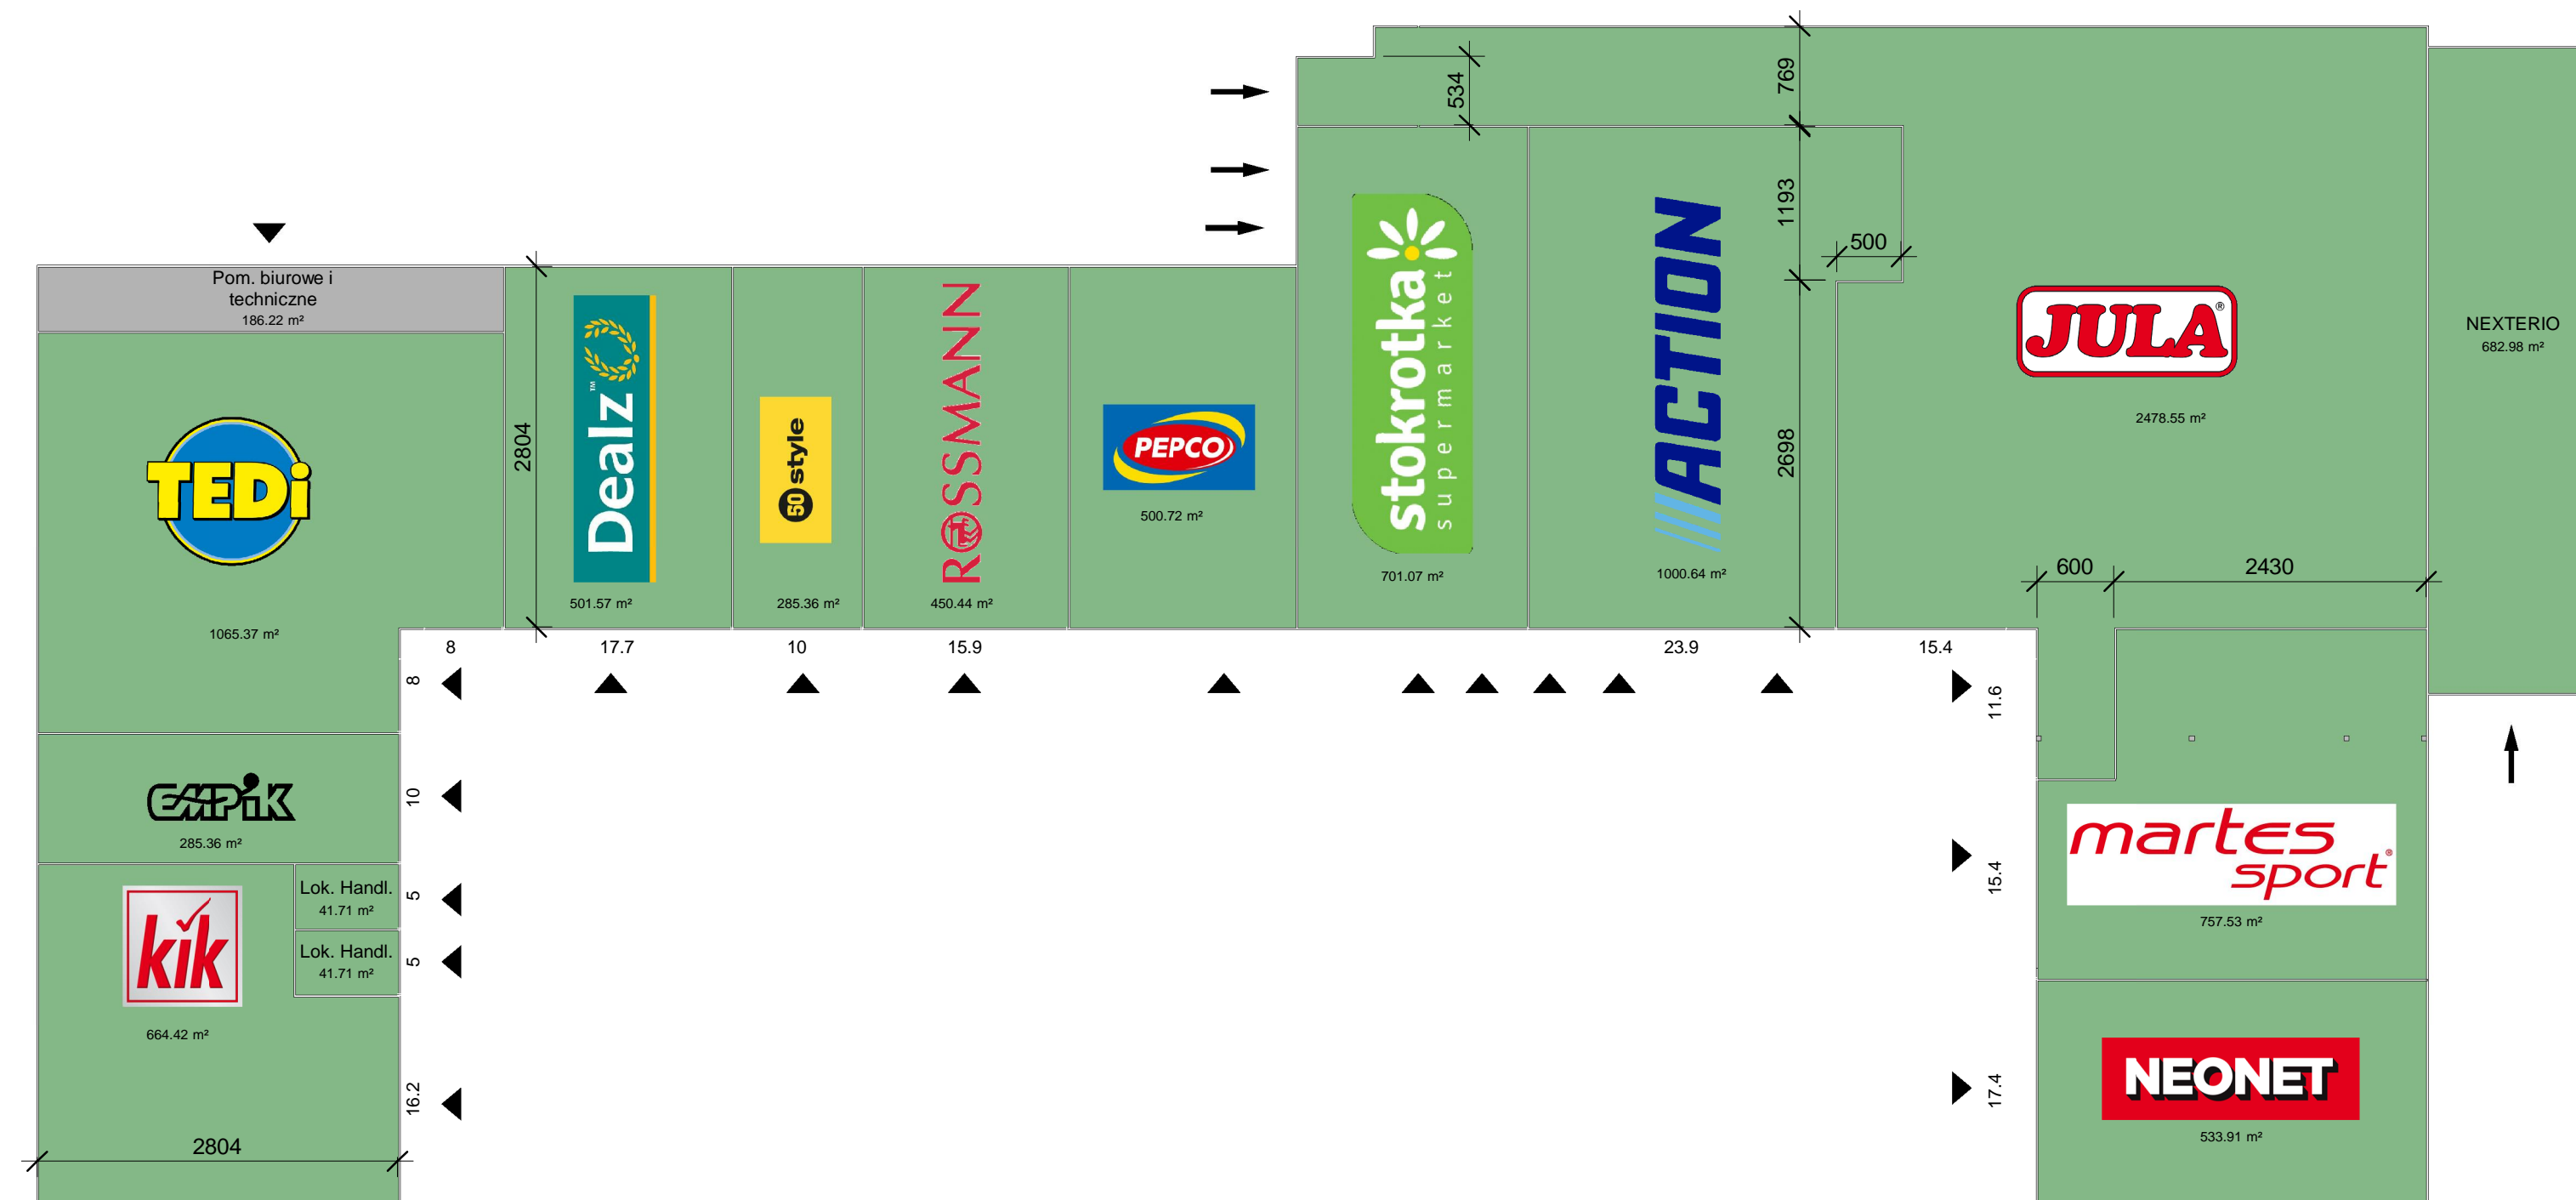 534
769
1193
500
2698
600
2430
Pom. biurowe i
techniczne
186.22 m²
TEDi
1065.37 m²
2804
Dealz
501.57 m²
50 style
285.36 m²
ROSSMANN
450.44 m²
PEPCO
500.72 m²
stokrotka
supermarket
701.07 m²
ACTION
1000.64 m²
JULA®
2478.55 m²
NEXTERIO
682.98 m²
8
17.7
10
15.9
23.9
15.4
8
10
5
5
16.2
11.6
15.4
17.4
EMPiK
285.36 m²
Lok. Handl.
41.71 m²
Lok. Handl.
41.71 m²
kik
664.42 m²
2804
martes
sport®
757.53 m²
NEONET
533.91 m²